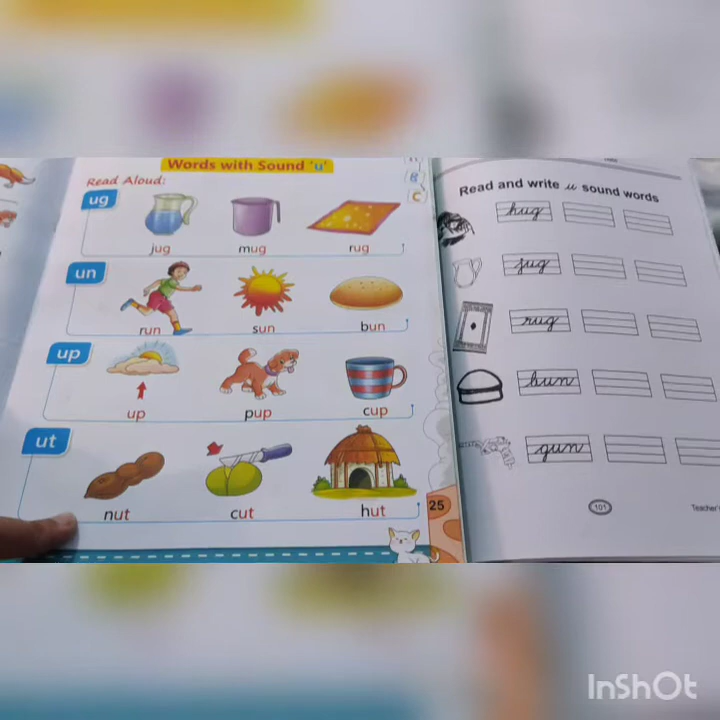 Words with Sound 'u'
Read Aloud:
ug
jug mug rug
un
run sun bun
up
up pup cup
ut
nut cut hut
25
B
C
Read and write u sound words
hug
jug
rug
bun
gun
101
Teacher's
InShOt